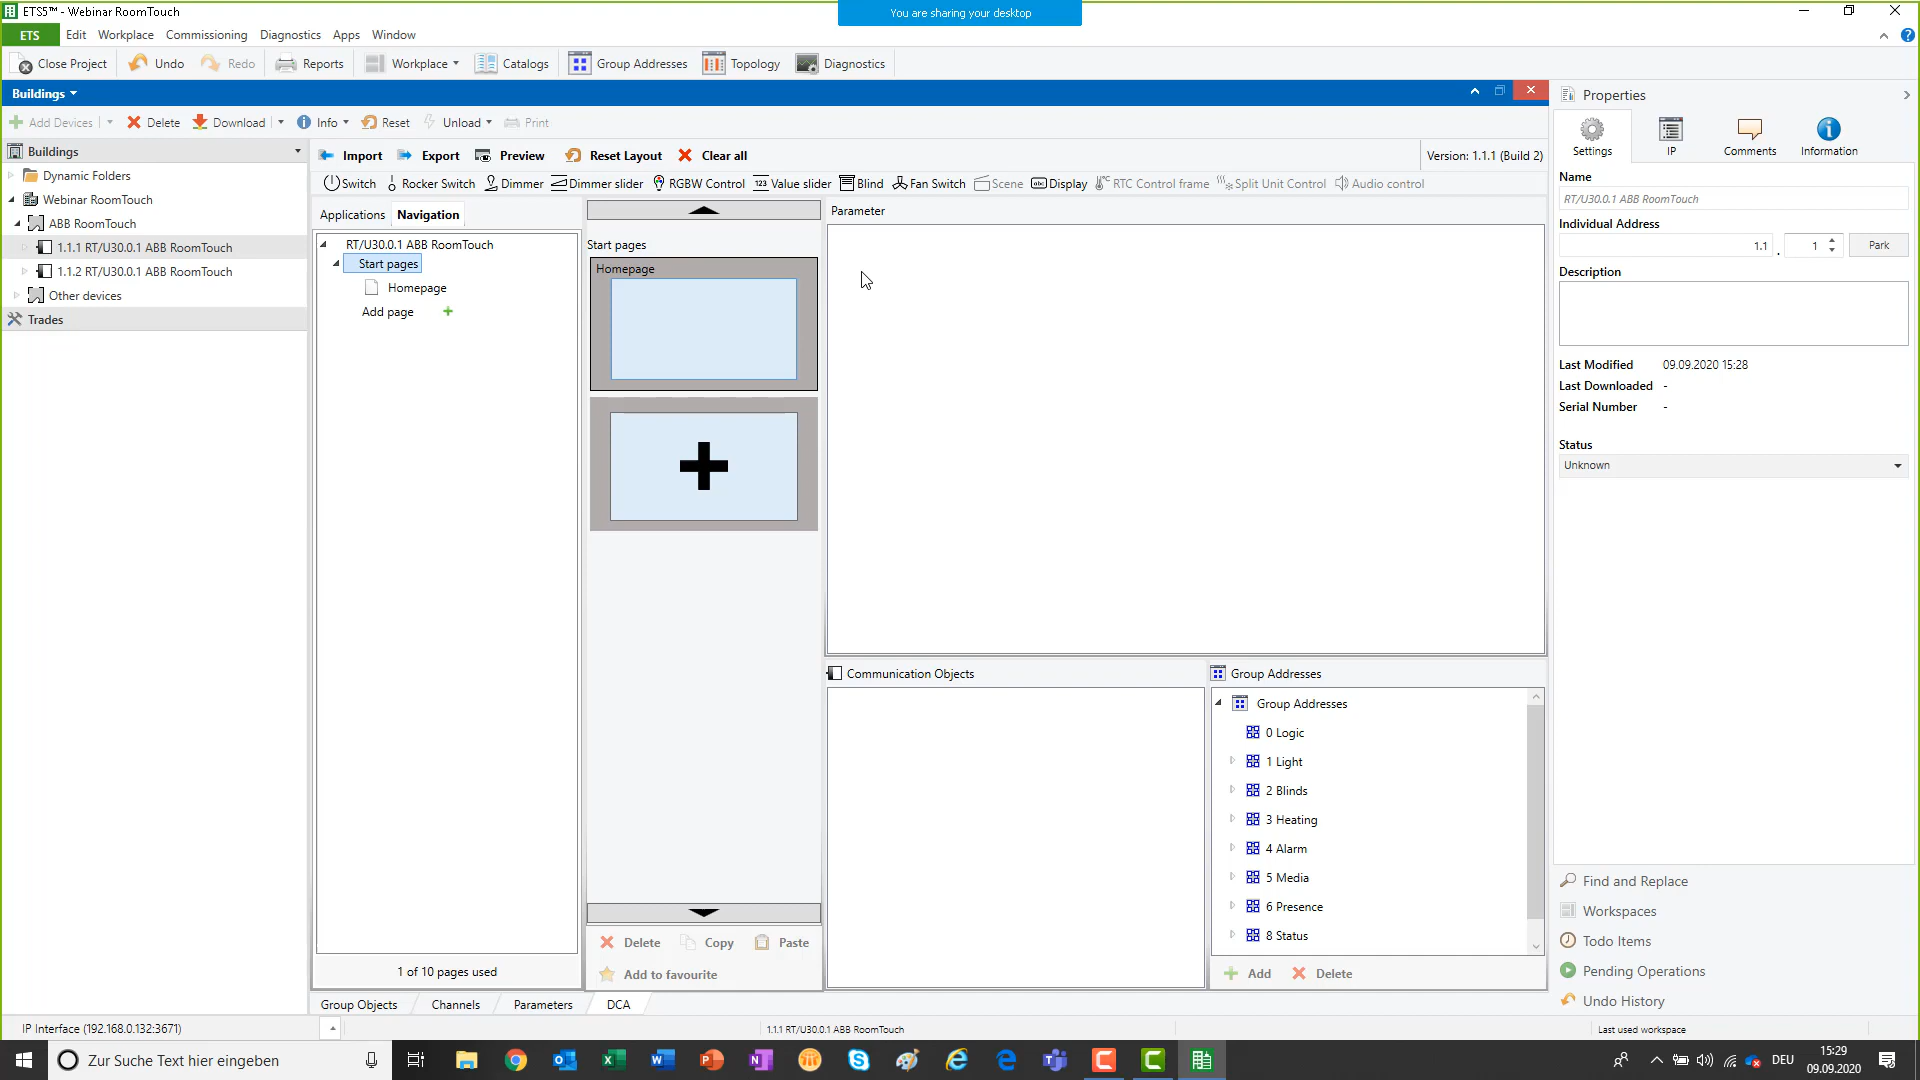 ETS5™ - Webinar RoomTouch
You are sharing your desktop
ETS Edit Workplace Commissioning Diagnostics Apps Window
Close Project Undo Redo Reports Workplace Catalogs Group Addresses Topology Diagnostics
Buildings
Add Devices Delete Download Info Reset Unload Print
Buildings
Dynamic Folders
Webinar RoomTouch
ABB RoomTouch
1.1.1 RT/U30.0.1 ABB RoomTouch
1.1.2 RT/U30.0.1 ABB RoomTouch
Other devices
Trades
Import Export Preview Reset Layout Clear all
Version: 1.1.1 (Build 2)
Switch Rocker Switch Dimmer Dimmer slider RGBW Control 123 Value slider Blind Fan Switch Scene abc Display RTC Control frame Split Unit Control Audio control
Applications Navigation
RT/U30.0.1 ABB RoomTouch
Start pages
Homepage
Add page
1 of 10 pages used
Start pages
Homepage
Delete Copy Paste
Add to favourite
Parameter
Communication Objects
Group Addresses
Group Addresses
0 Logic
1 Light
2 Blinds
3 Heating
4 Alarm
5 Media
6 Presence
8 Status
Add Delete
Group Objects Channels Parameters DCA
Properties
Settings IP Comments Information
Name
RT/U30.0.1 ABB RoomTouch
Individual Address
1.1 . 1 Park
Description
Last Modified 09.09.2020 15:28
Last Downloaded -
Serial Number -
Status
Unknown
Find and Replace
Workspaces
Todo Items
Pending Operations
Undo History
IP Interface (192.168.0.132:3671)
1.1.1 RT/U30.0.1 ABB RoomTouch
Last used workspace
Zur Suche Text hier eingeben
DEU
15:29
09.09.2020